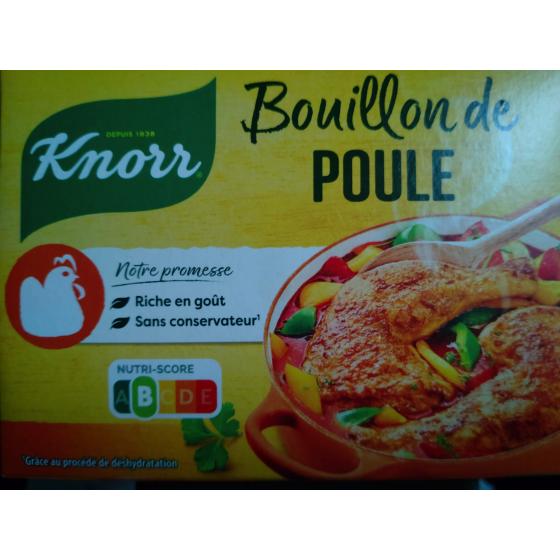 DEPUIS 1838
Knorr
Bouillon de
POULE
Notre promesse
Riche en goût
Sans conservateur¹
NUTRI-SCORE
A B C D E
¹Grâce au procédé de déshydratation